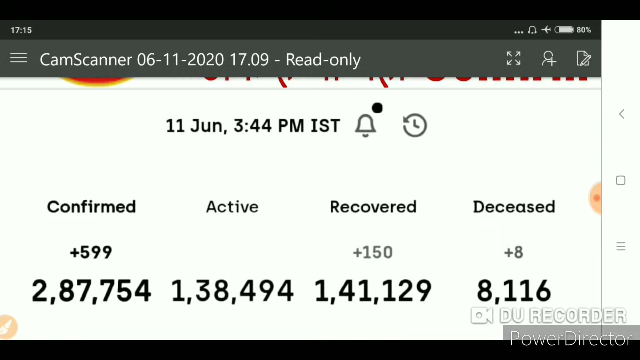 17:15
80%
CamScanner 06-11-2020 17.09 - Read-only
11 Jun, 3:44 PM IST
Confirmed Active Recovered Deceased
+599 +150 +8
2,87,754 1,38,494 1,41,129 8,116
DU RECORDER
PowerDirector